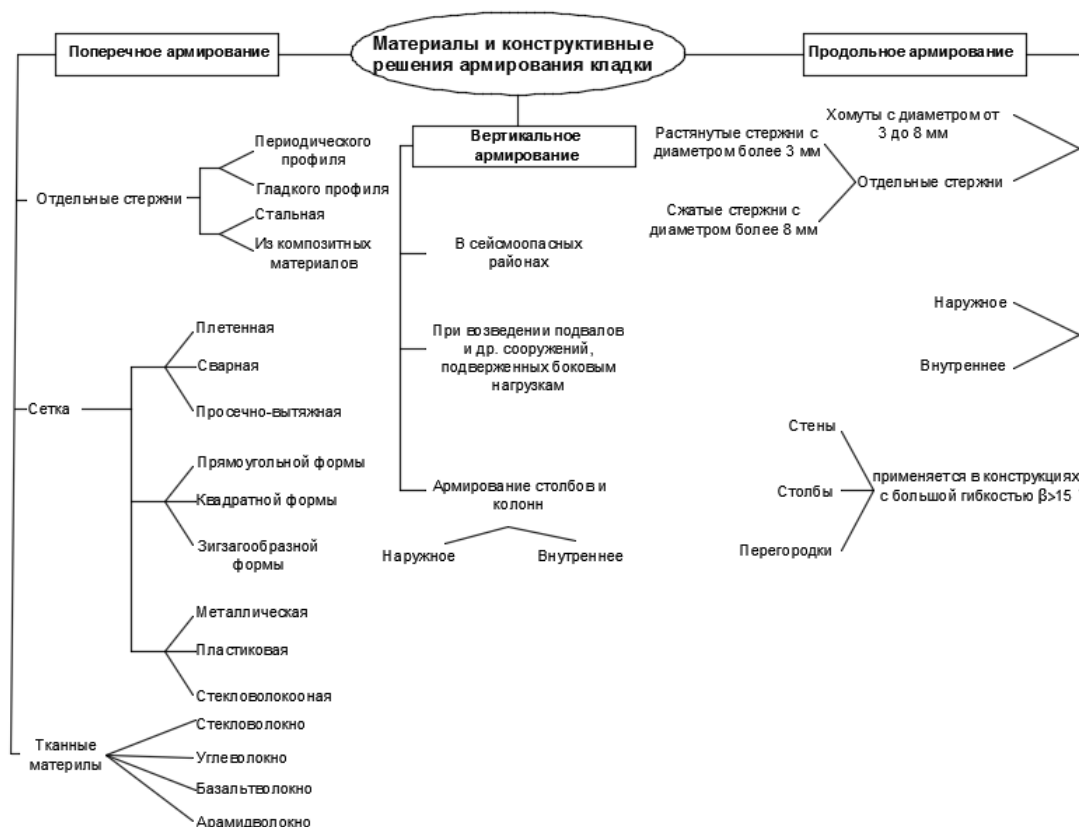 Поперечное армирование
Материалы и конструктивные
решения армирования кладки
Продольное армирование
Отдельные стержни
Периодического
профиля
Гладкого профиля
Стальная
Из композитных
материалов
Сетка
Плетенная
Сварная
Просечно-вытяжная
Прямоугольной формы
Квадратной формы
Зигзагообразной
формы
Металлическая
Пластиковая
Стекловолокооная
Тканные
материлы
Стекловолокно
Углеволокно
Базальтволокно
Арамидволокно
Вертикальное
армирование
В сейсмоопасных
районах
При возведении подвалов
и др. сооружений,
подверженных боковым
нагрузкам
Армирование столбов и
колонн
Наружное
Внутреннее
Хомуты с диаметром от
3 до 8 мм
Растянутые стержни с
диаметром более 3 мм
Отдельные стержни
Сжатые стержни с
диаметром более 8 мм
Наружное
Внутреннее
Стены
Столбы
Перегородки
применяется в конструкциях
с большой гибкостью β>15